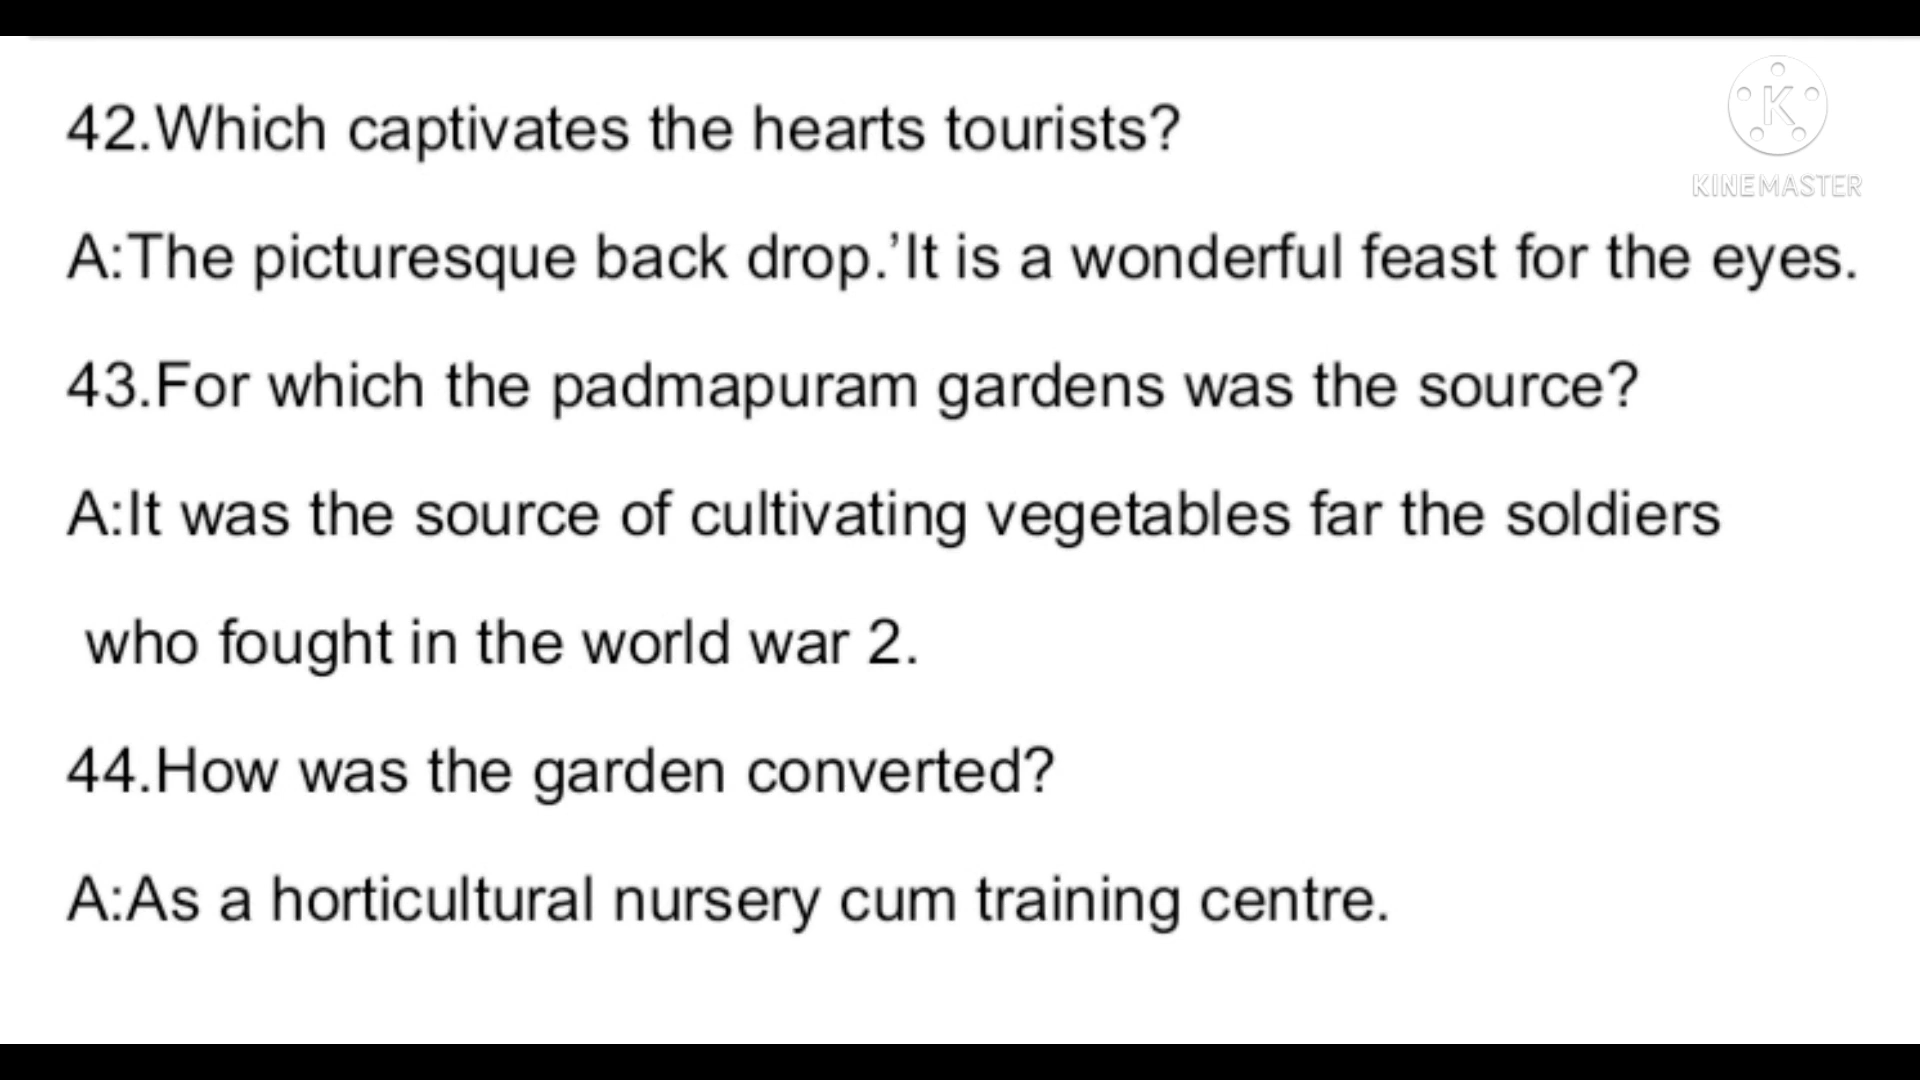 42.Which captivates the hearts tourists?
KINEMASTER
A:The picturesque back drop.’It is a wonderful feast for the eyes.
43.For which the padmapuram gardens was the source?
A:It was the source of cultivating vegetables far the soldiers
who fought in the world war 2.
44.How was the garden converted?
A:As a horticultural nursery cum training centre.